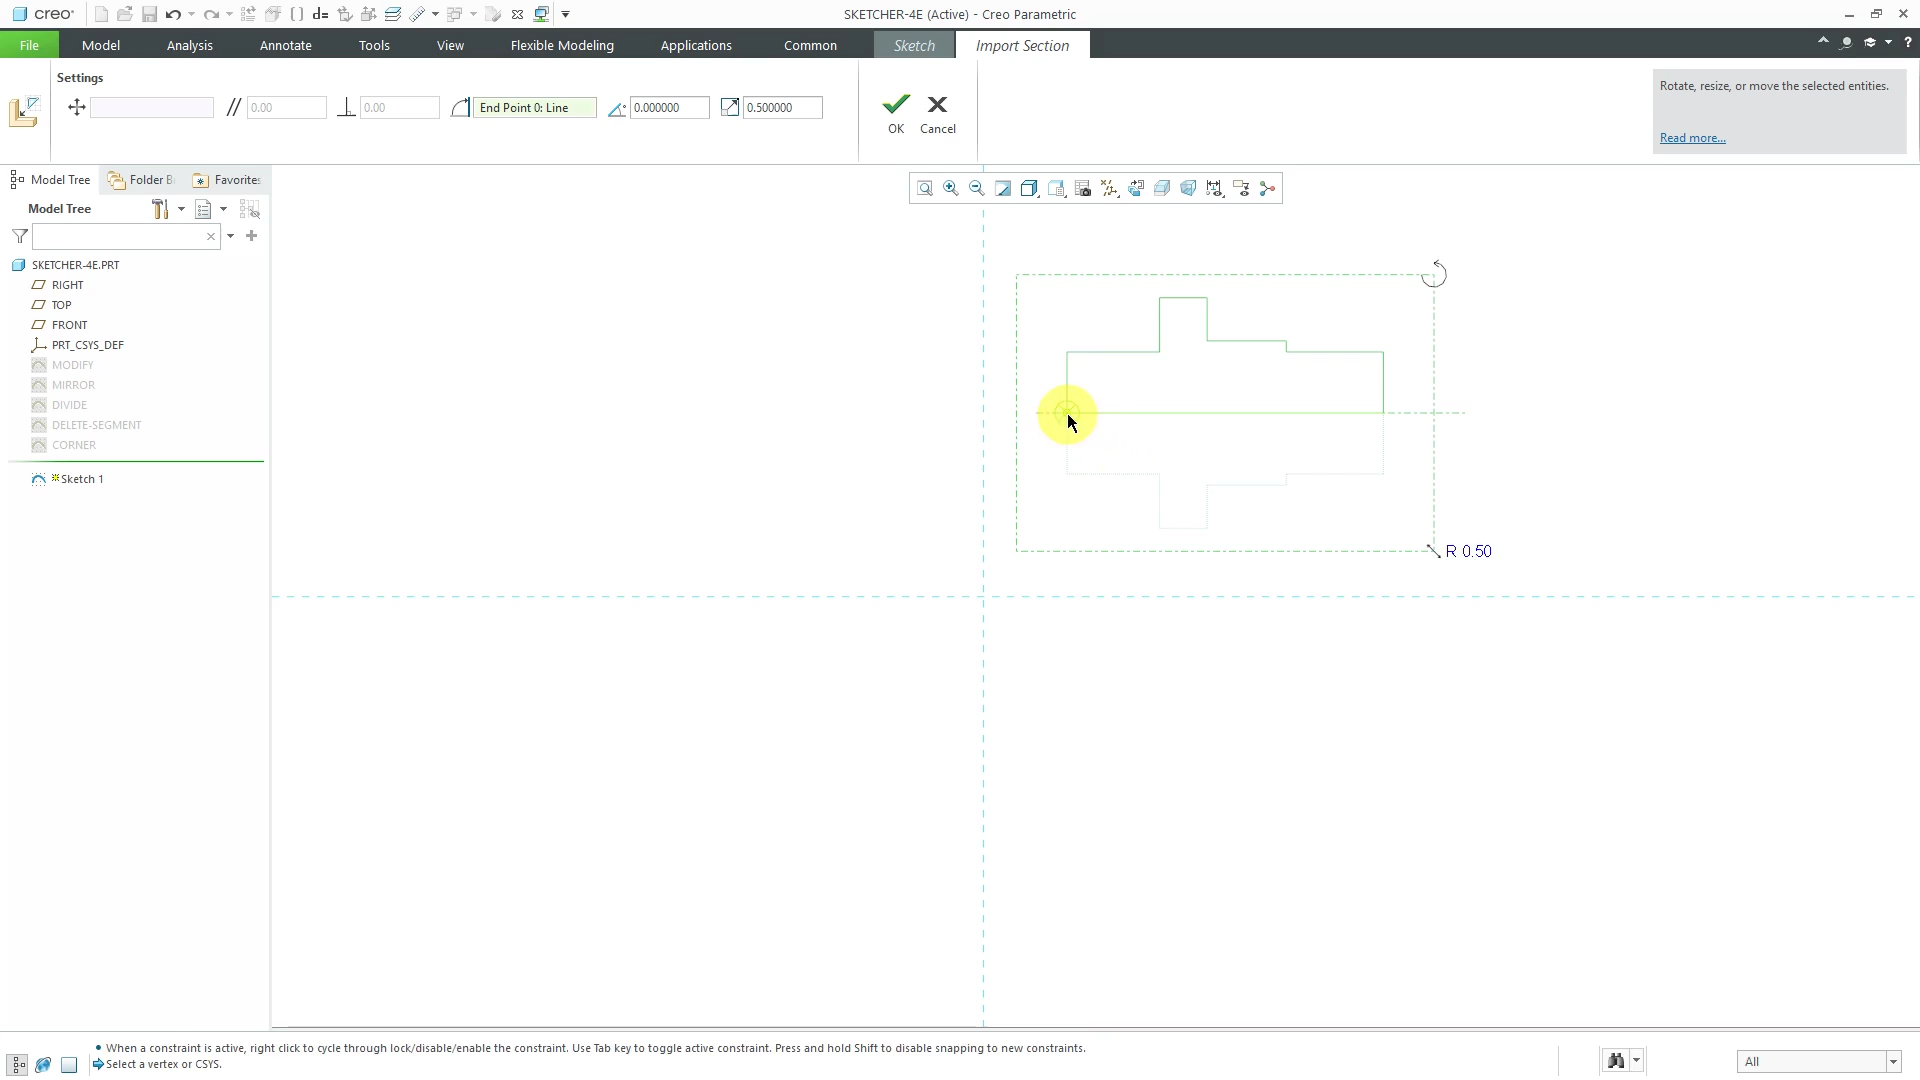 creo
SKETCHER-4E (Active) - Creo Parametric
File Model Analysis Annotate Tools View Flexible Modeling Applications Common Sketch Import Section
Settings
0.00 0.00 End Point 0: Line 0.000000 0.500000
OK Cancel
Rotate, resize, or move the selected entities.
Read more...
Model Tree Folder B Favorites
Model Tree
SKETCHER-4E.PRT
RIGHT
TOP
FRONT
PRT_CSYS_DEF
MODIFY
MIRROR
DIVIDE
DELETE-SEGMENT
CORNER
Sketch 1
R 0.50
When a constraint is active, right click to cycle through lock/disable/enable the constraint. Use Tab key to toggle active constraint. Press and hold Shift to disable snapping to new constraints.
Select a vertex or CSYS.
All